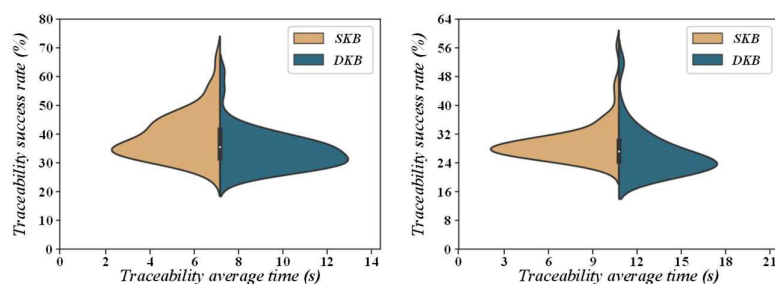 80
70
60
50
40
30
20
10
0
Traceability success rate (%)
SKB
DKB
0 2 4 6 8 10 12 14
Traceability average time (s)
64
56
48
40
32
24
16
8
0
Traceability success rate (%)
SKB
DKB
0 3 6 9 12 15 18 21
Traceability average time (s)